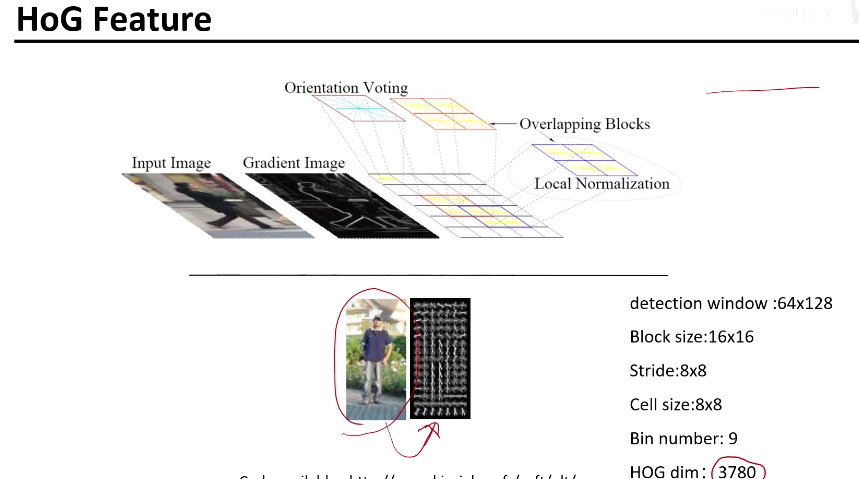 HoG Feature
Orientation Voting
Overlapping Blocks
Input Image
Gradient Image
Local Normalization
detection window :64x128
Block size:16x16
Stride:8x8
Cell size:8x8
Bin number: 9
HOG dim: 3780